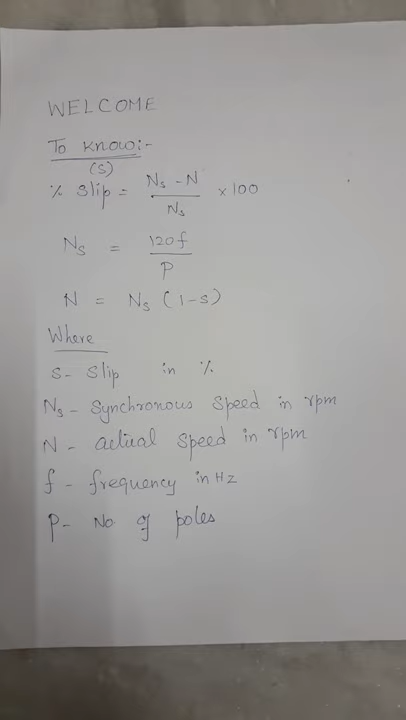 WELCOME
To know:-
(S)
% Slip = Ns - N / Ns × 100
Ns = 120f / P
N = Ns (1-s)
Where
S - Slip in %
Ns - Synchronous Speed in rpm
N - actual Speed in rpm
f - frequency in Hz
P - No of poles